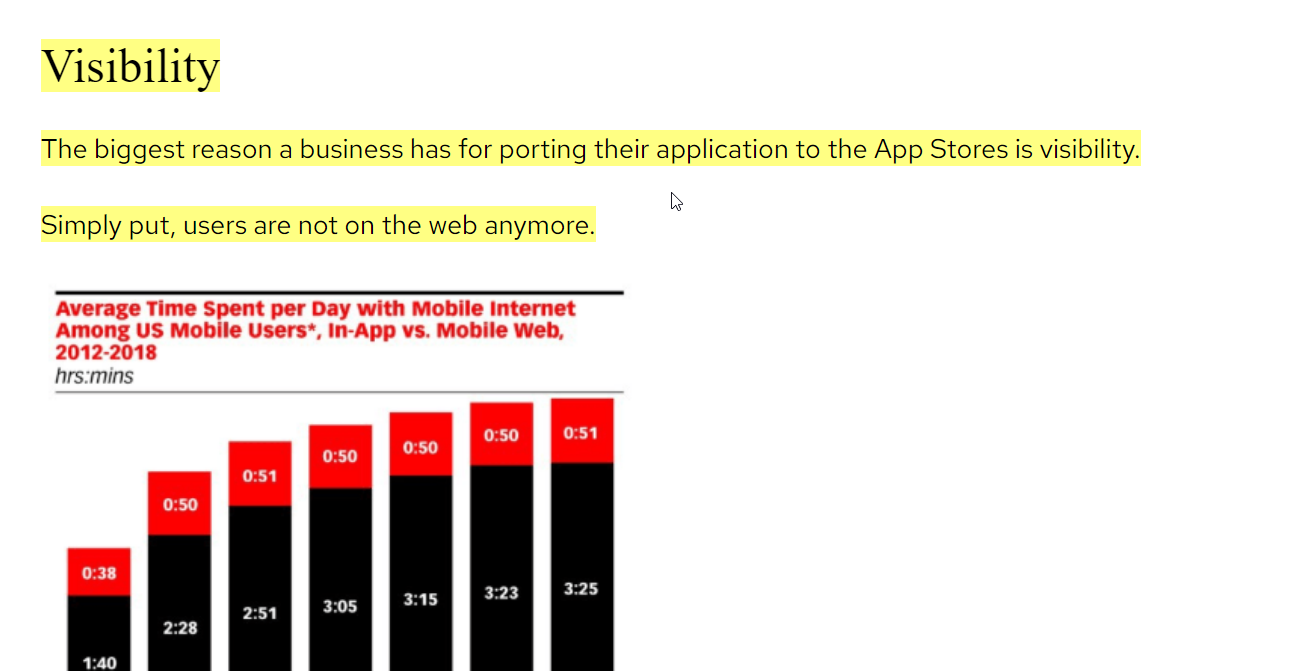 Visibility
The biggest reason a business has for porting their application to the App Stores is visibility.
Simply put, users are not on the web anymore.
Average Time Spent per Day with Mobile Internet
Among US Mobile Users*, In-App vs. Mobile Web,
2012-2018
hrs:mins
0:38 0:50 0:51 0:50 0:50 0:50 0:51
1:40 2:28 2:51 3:05 3:15 3:23 3:25